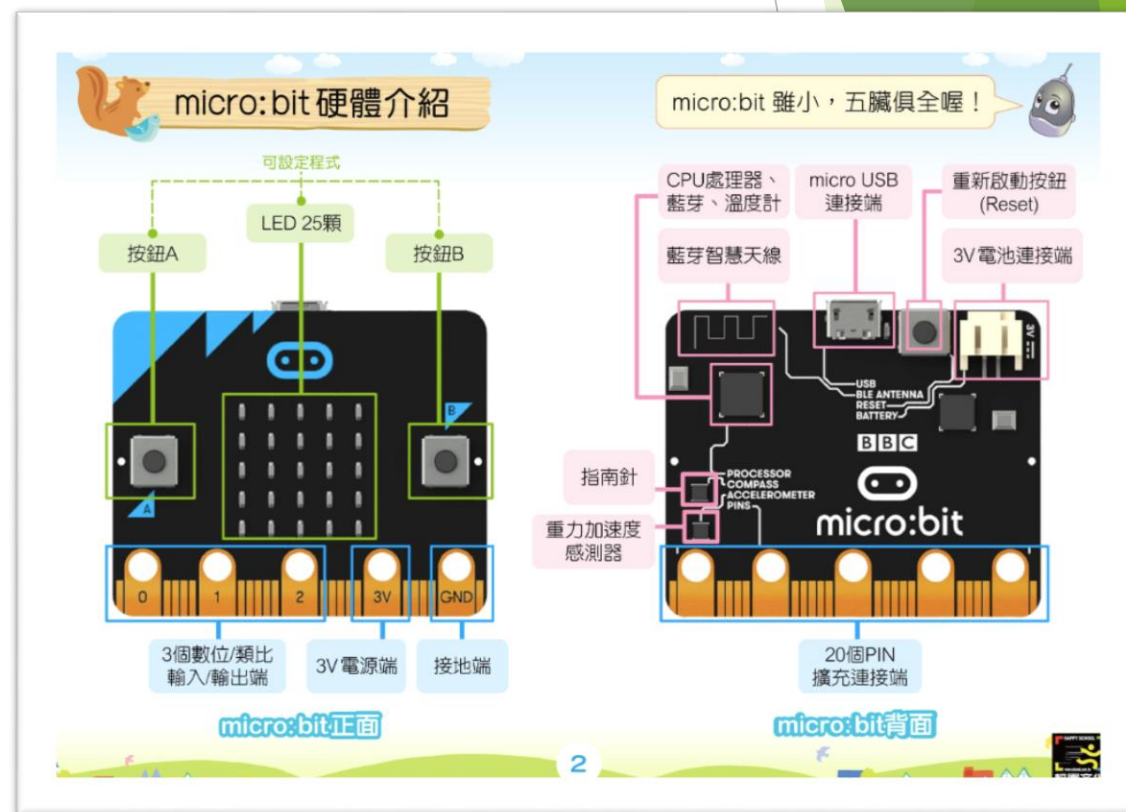 micro:bit 硬體介紹
micro:bit 雖小，五臟俱全喔！
可設定程式
按鈕A
LED 25顆
按鈕B
B
A
0
1
2
3V
GND
3個數位/類比
輸入/輸出端
3V電源端
接地端
micro:bit正面
CPU處理器、
藍芽、溫度計
藍芽智慧天線
micro USB
連接端
重新啟動按鈕
(Reset)
3V電池連接端
3V
USB
BLE ANTENNA
RESET
BATTERY
BBC
PROCESSOR
COMPASS
ACCELEROMETER
PINS
micro:bit
指南針
重力加速度
感測器
20個PIN
擴充連接端
micro:bit背面
2
HAPPY SCHOOL